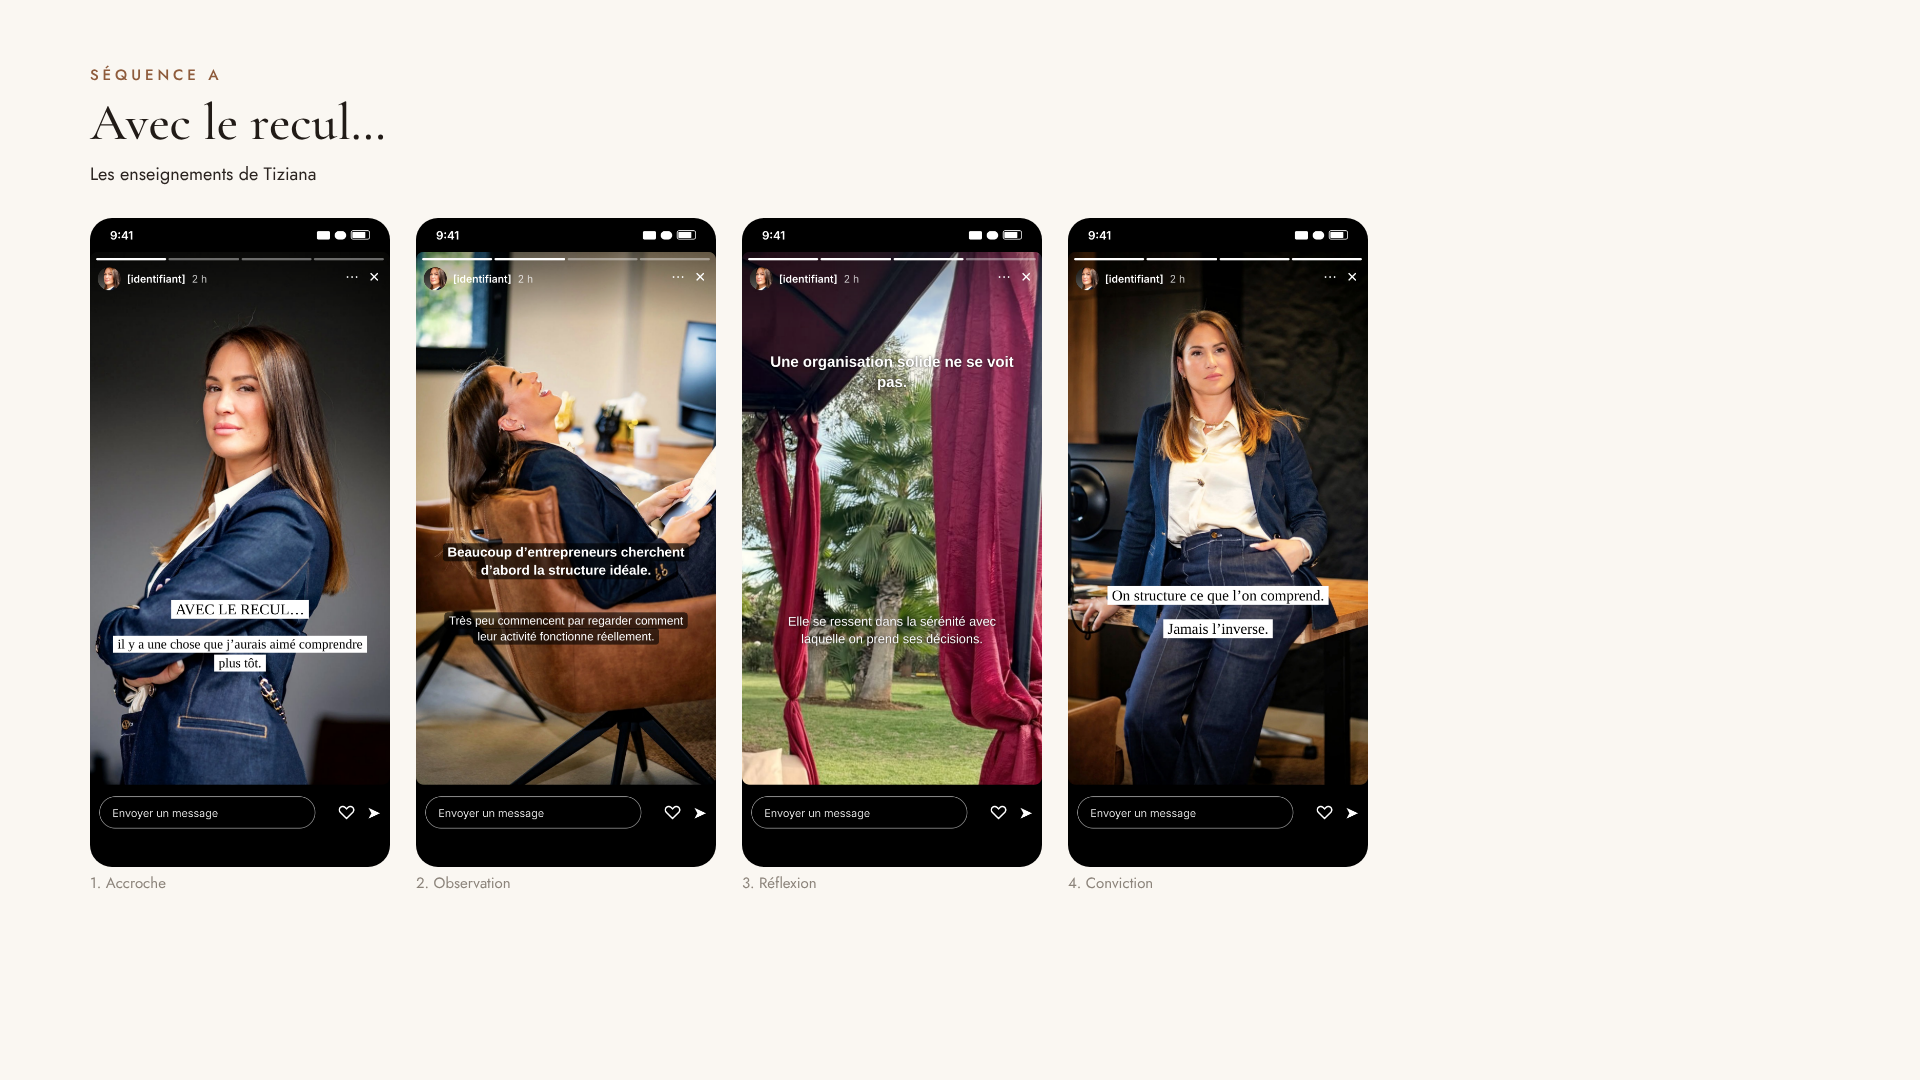 SÉQUENCE A
Avec le recul...
Les enseignements de Tiziana
9:41
[identifiant] 2 h
AVEC LE RECUL…
il y a une chose que j’aurais aimé comprendre
plus tôt.
Envoyer un message
1. Accroche
9:41
[identifiant] 2 h
Beaucoup d’entrepreneurs cherchent
d’abord la structure idéale.
Très peu commencent par regarder comment
leur activité fonctionne réellement.
Envoyer un message
2. Observation
9:41
[identifiant] 2 h
Une organisation solide ne se voit
pas.
Elle se ressent dans la sérénité avec
laquelle on prend ses décisions.
Envoyer un message
3. Réflexion
9:41
[identifiant] 2 h
On structure ce que l’on comprend.
Jamais l’inverse.
Envoyer un message
4. Conviction